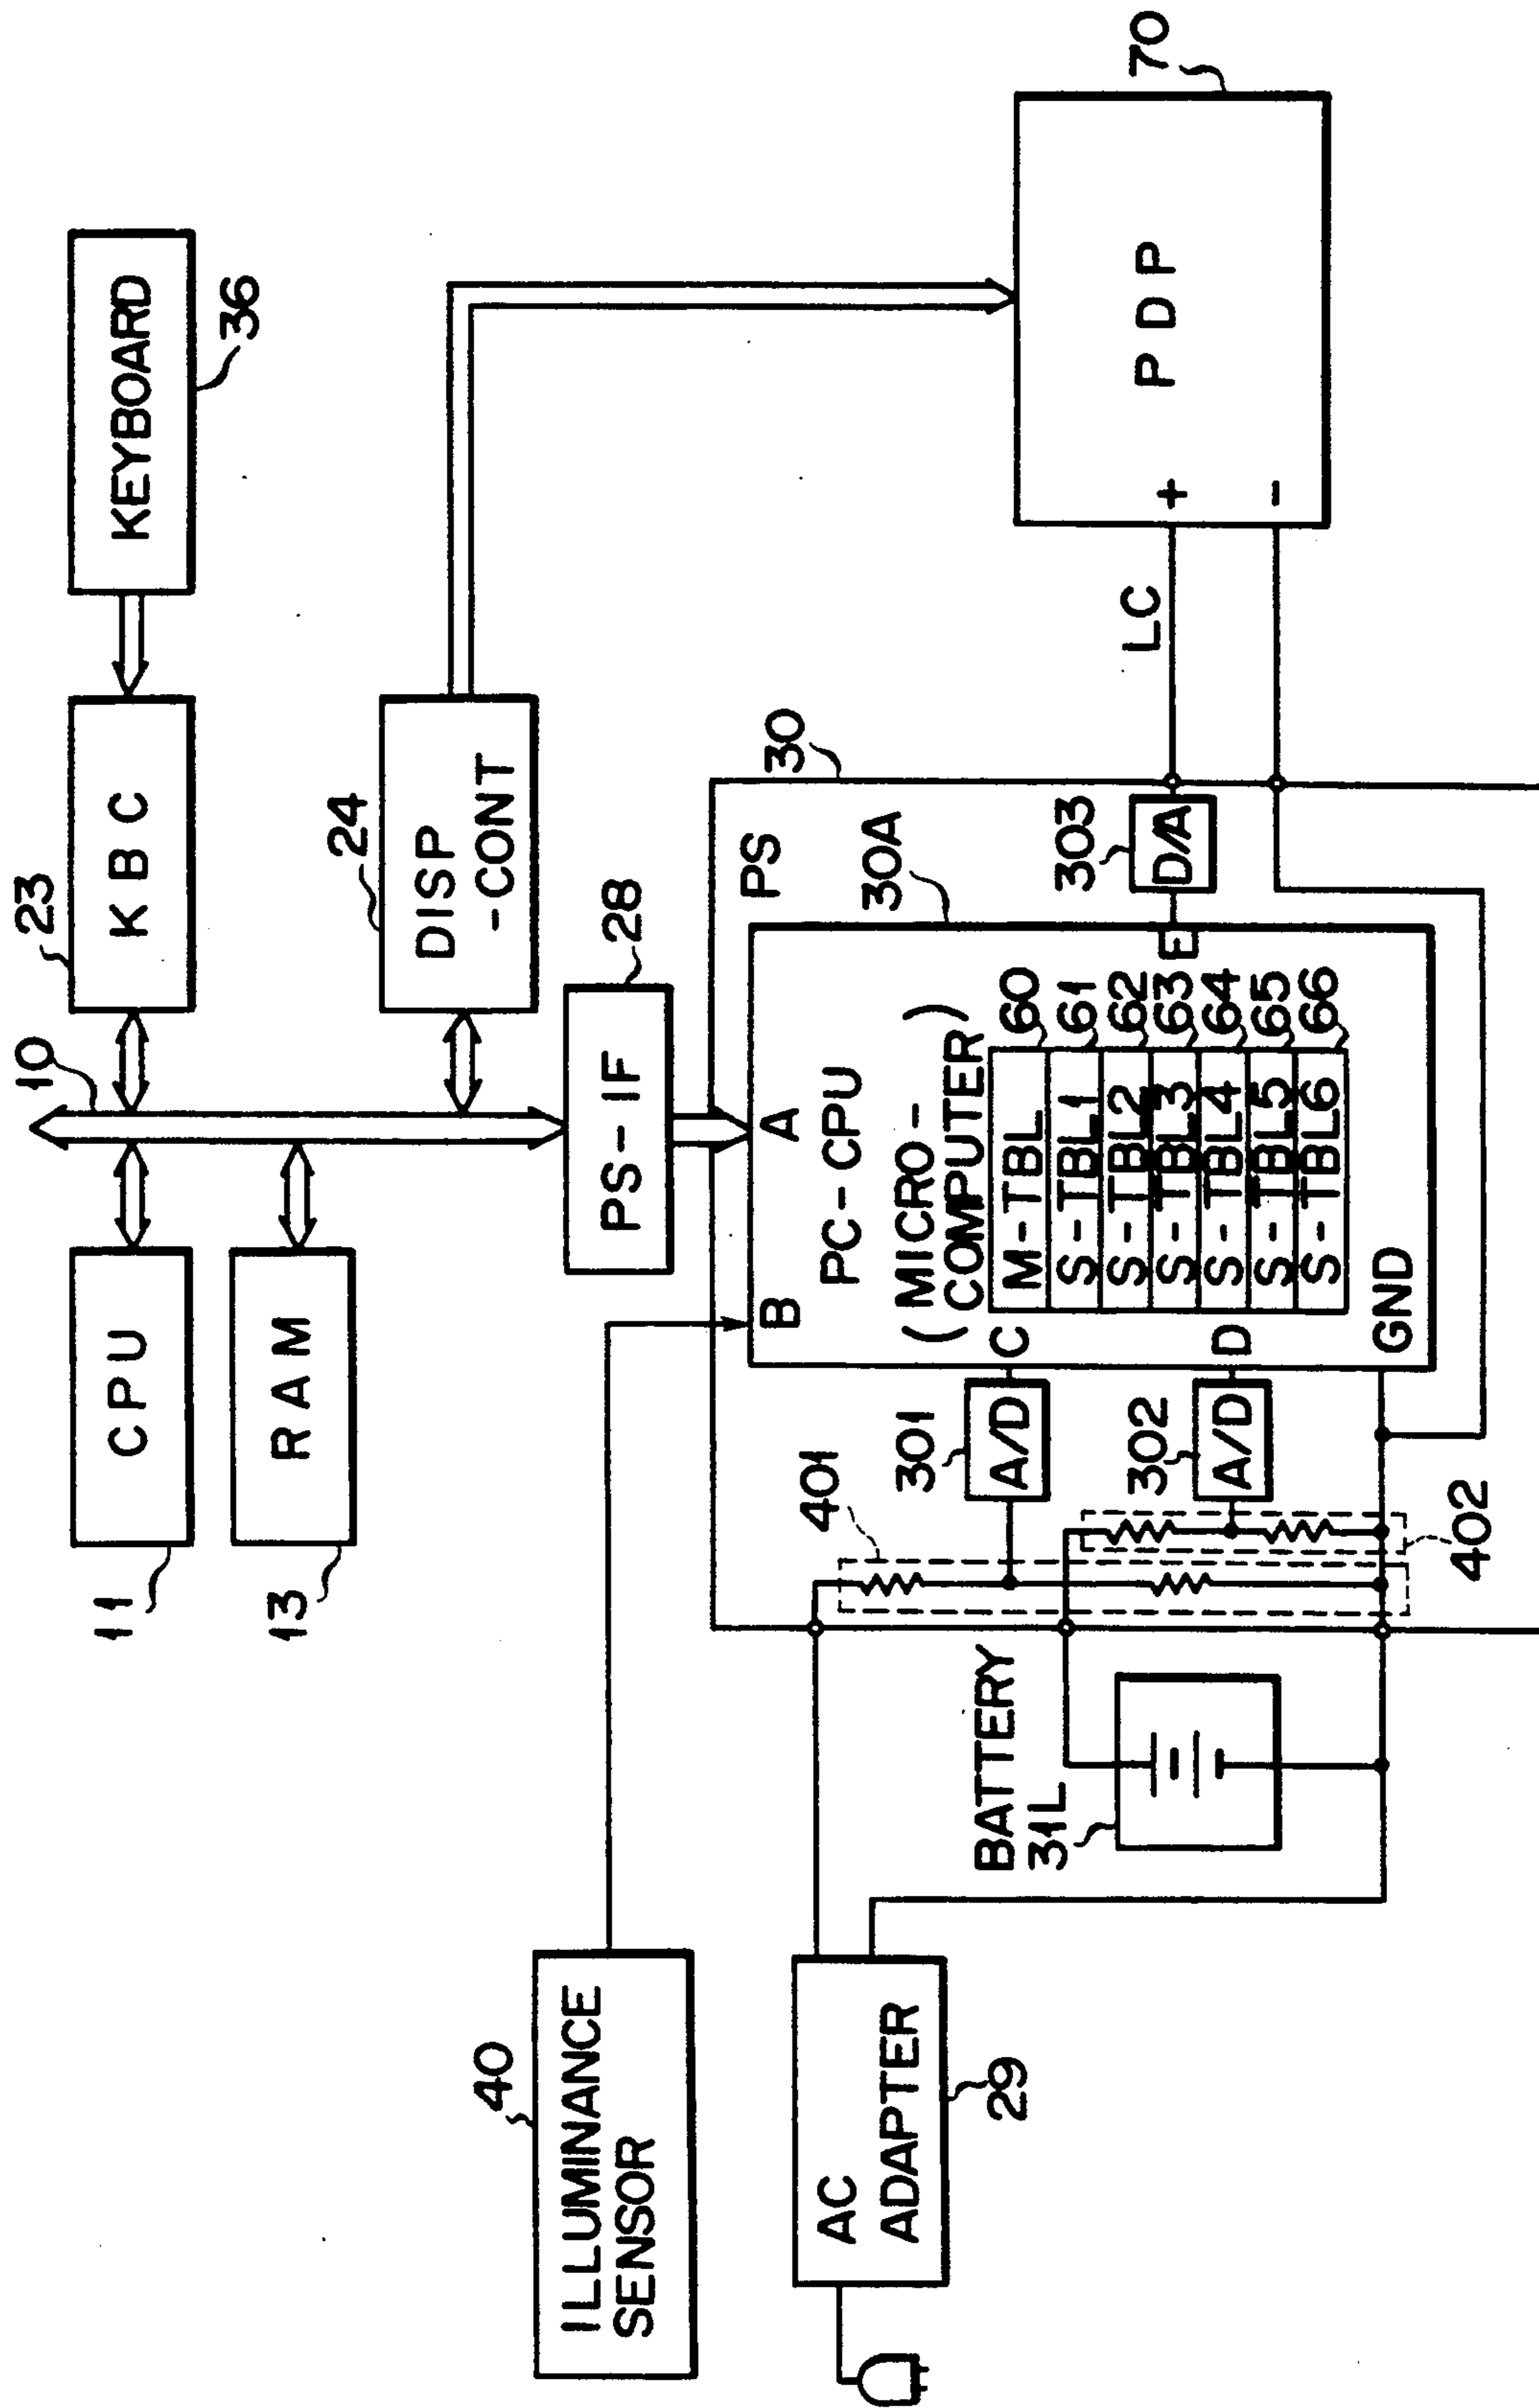 11
CPU
10
23
KBC
KEYBOARD
36
13
RAM
24
DISP
-CONT
PS-IF
28
40
ILLUMINANCE
SENSOR
AC
ADAPTER
29
BATTERY
31L
401
402
301
A/D
302
A/D
PS
30
30A
B
A
PC-CPU
(MICRO-
COMPUTER)
C
D
E
M-TBL 60
S-TBL1 61
S-TBL2 62
S-TBL3 63
S-TBL4 64
S-TBL5 65
S-TBL6 66
GND
303
D/A
LC
+
-
PDP
70